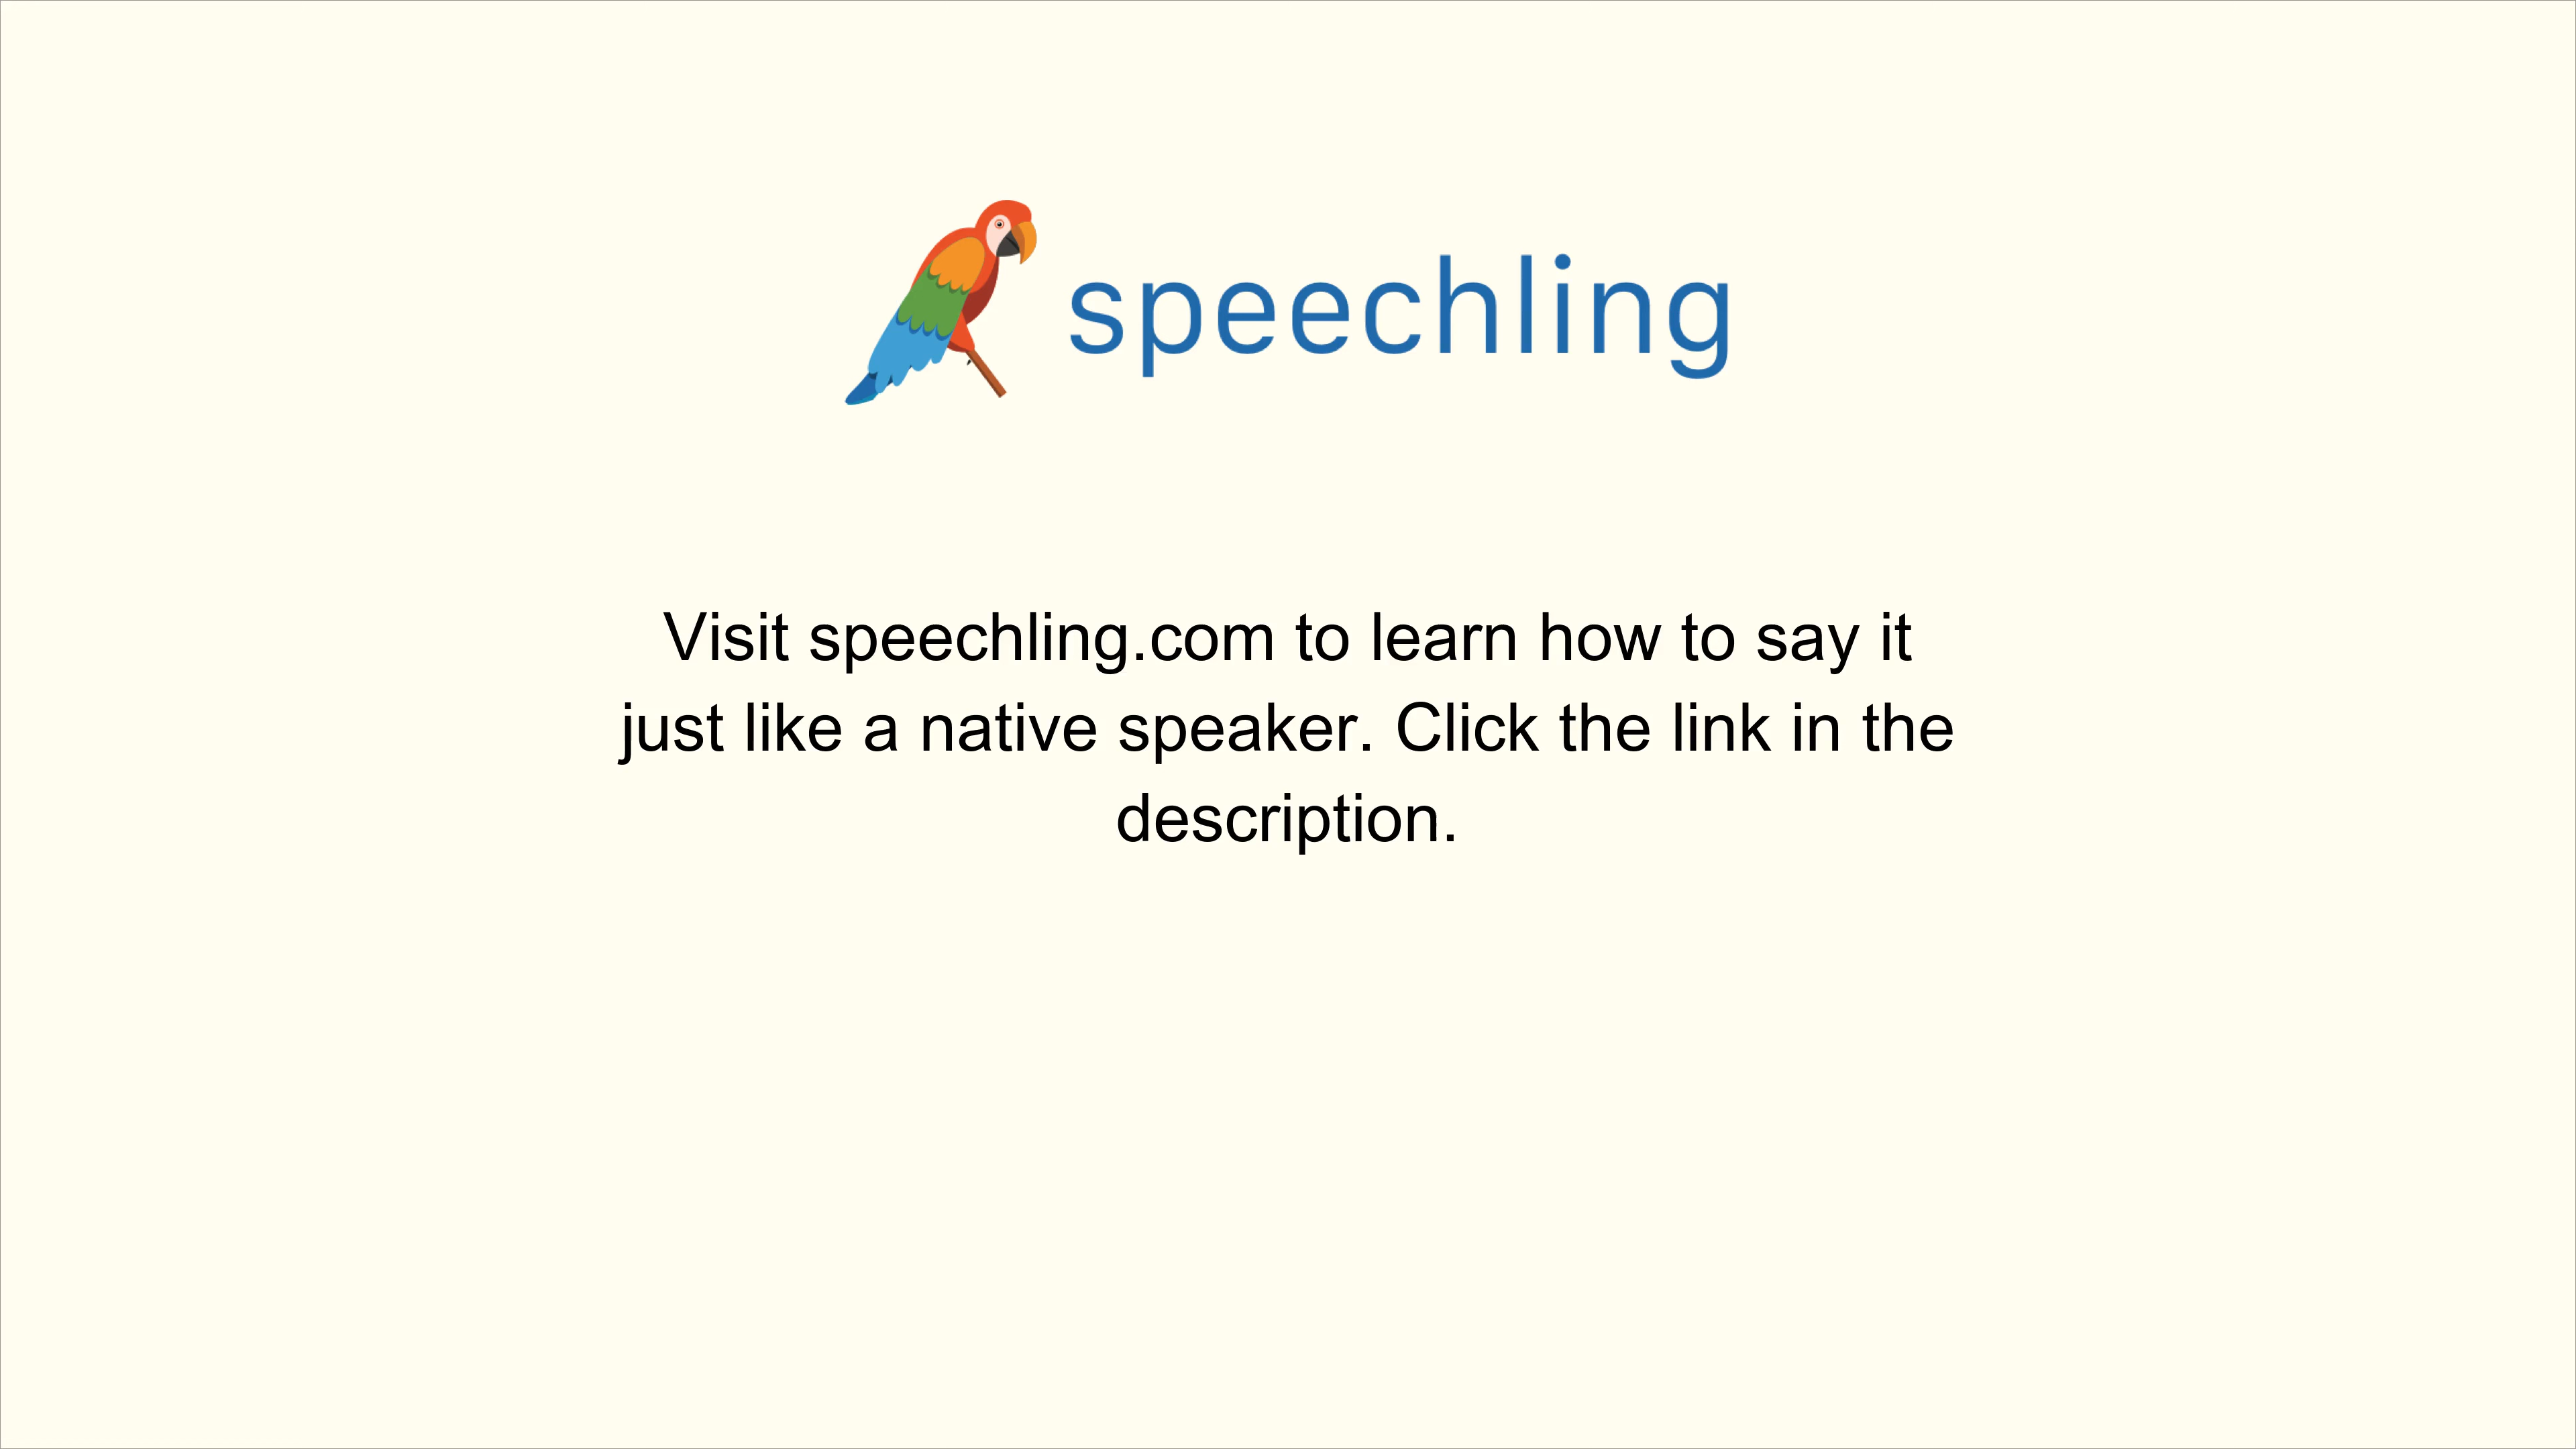 speechling
Visit speechling.com to learn how to say it
just like a native speaker. Click the link in the
description.